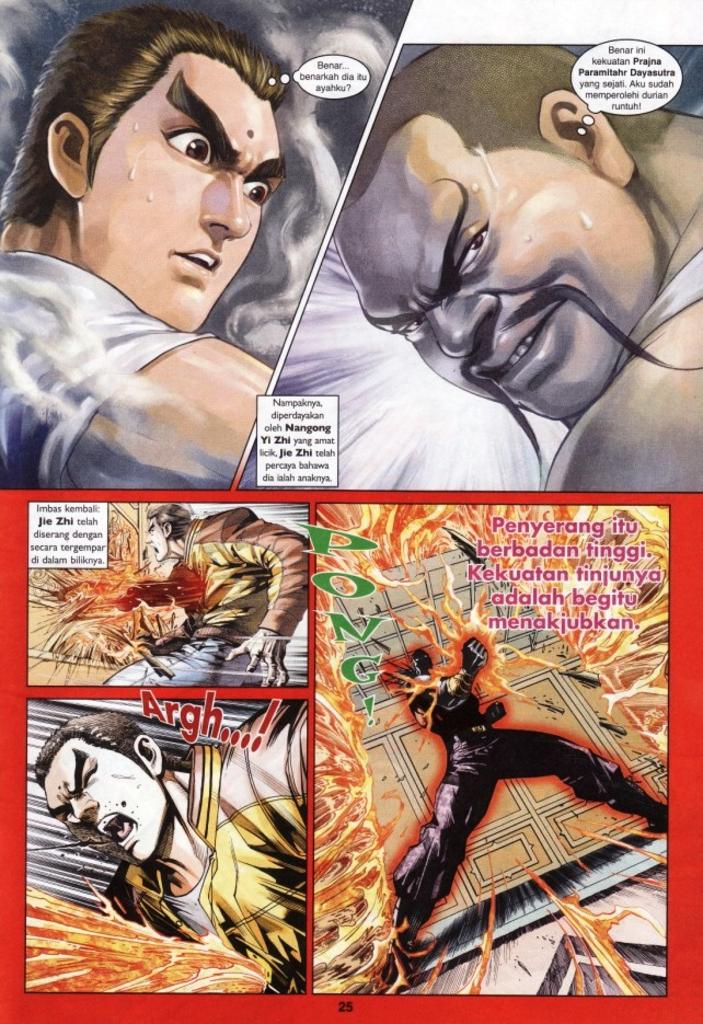 Benar...
benarkah dia itu
ayahku?
Benar ini
kekuatan Prajna
Paramitahr Dayasutra
yang sejati. Aku sudah
memperolehi durian
runtuh!
Nampaknya,
diperdayakan
oleh Nangong
Yi Zhi yang amat
licik, Jie Zhi telah
percaya bahawa
dia ialah anaknya.
Imbas kembali:
Jie Zhi telah
diserang dengan
secara tergempar
di dalam biliknya.
PONG!
Penyerang itu
berbadan tinggi.
Kekuatan tinjunya
adalah begitu
menakjubkan.
Argh....!
25